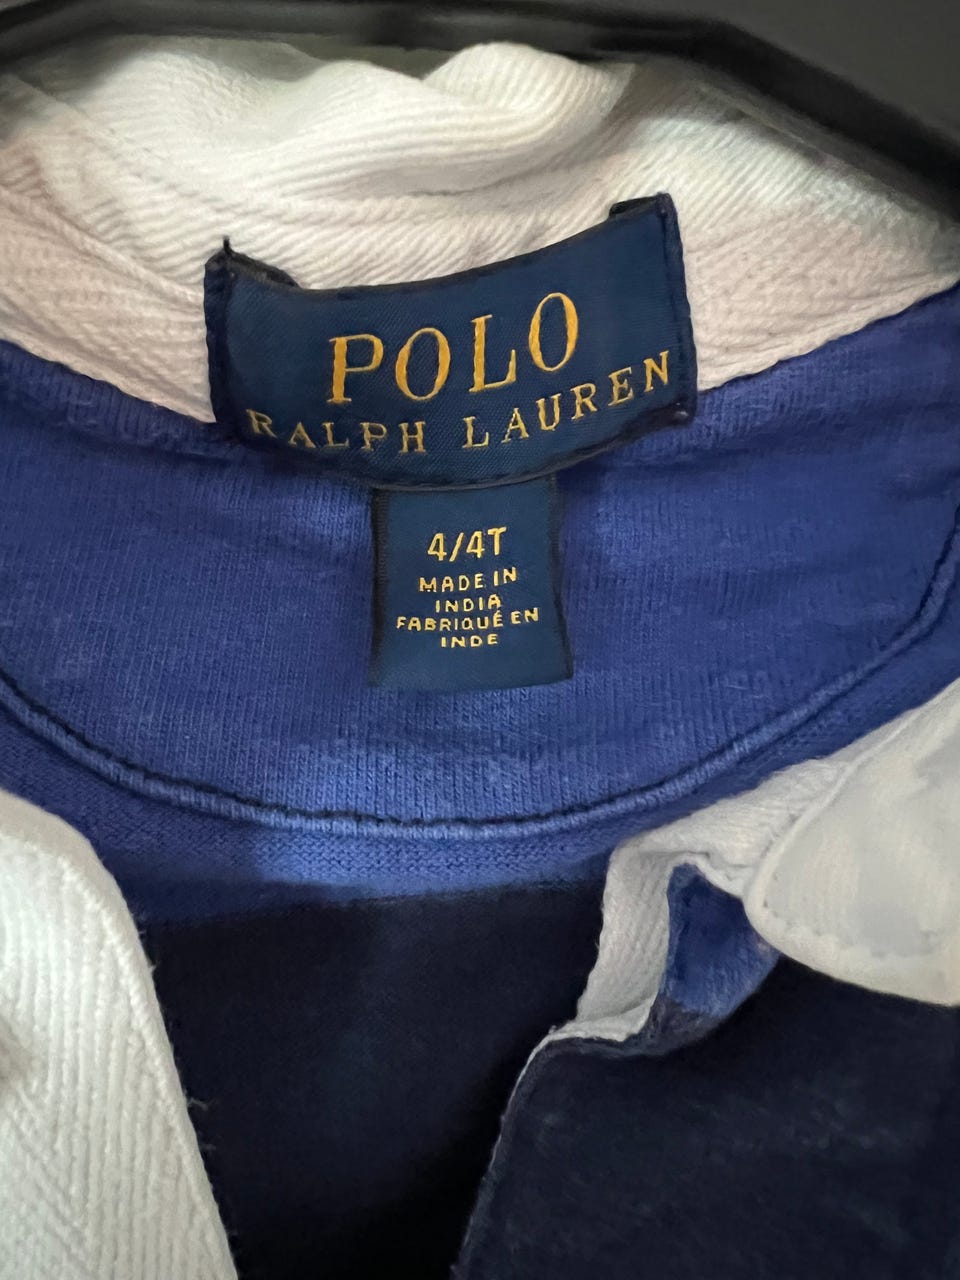 POLO
RALPH LAUREN
4/4T
MADE IN
INDIA
FABRIQUÉ EN
INDE